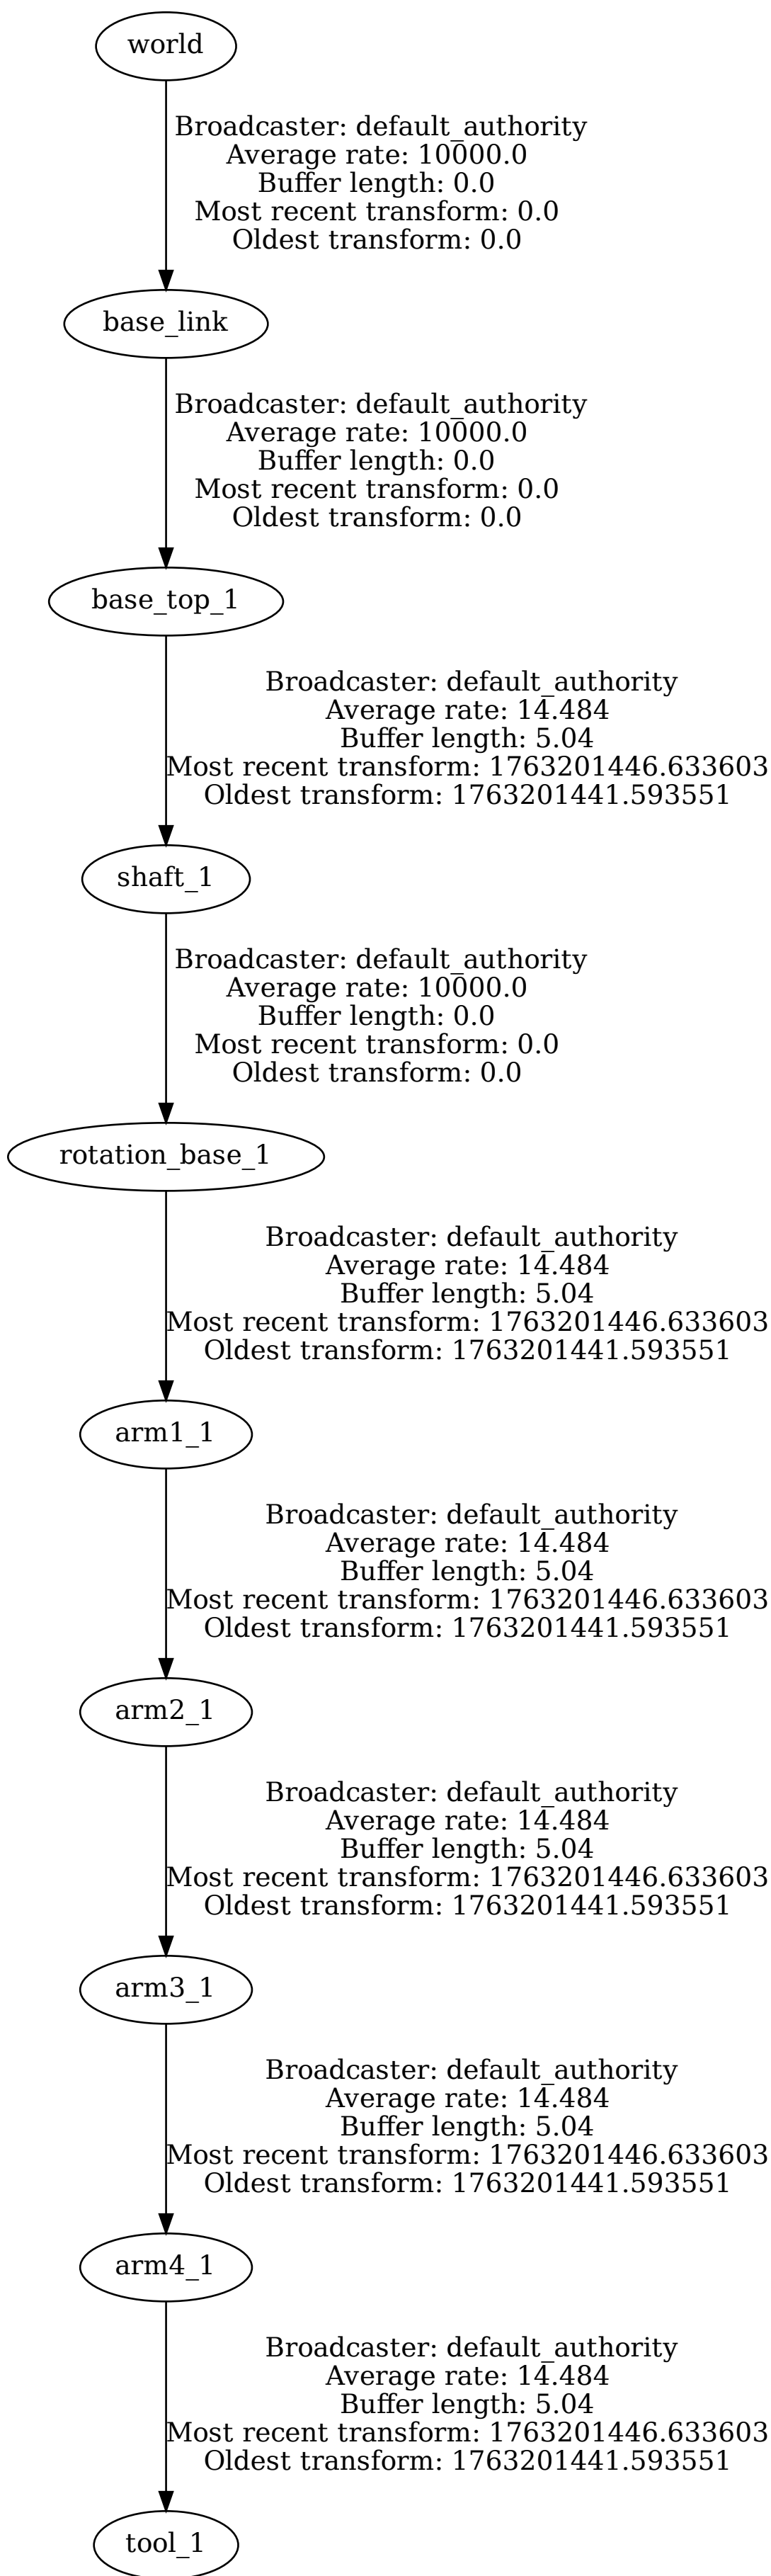 world
Broadcaster: default_authority
Average rate: 10000.0
Buffer length: 0.0
Most recent transform: 0.0
Oldest transform: 0.0
base_link
Broadcaster: default_authority
Average rate: 10000.0
Buffer length: 0.0
Most recent transform: 0.0
Oldest transform: 0.0
base_top_1
Broadcaster: default_authority
Average rate: 14.484
Buffer length: 5.04
Most recent transform: 1763201446.633603
Oldest transform: 1763201441.593551
shaft_1
Broadcaster: default_authority
Average rate: 10000.0
Buffer length: 0.0
Most recent transform: 0.0
Oldest transform: 0.0
rotation_base_1
Broadcaster: default_authority
Average rate: 14.484
Buffer length: 5.04
Most recent transform: 1763201446.633603
Oldest transform: 1763201441.593551
arm1_1
Broadcaster: default_authority
Average rate: 14.484
Buffer length: 5.04
Most recent transform: 1763201446.633603
Oldest transform: 1763201441.593551
arm2_1
Broadcaster: default_authority
Average rate: 14.484
Buffer length: 5.04
Most recent transform: 1763201446.633603
Oldest transform: 1763201441.593551
arm3_1
Broadcaster: default_authority
Average rate: 14.484
Buffer length: 5.04
Most recent transform: 1763201446.633603
Oldest transform: 1763201441.593551
arm4_1
Broadcaster: default_authority
Average rate: 14.484
Buffer length: 5.04
Most recent transform: 1763201446.633603
Oldest transform: 1763201441.593551
tool_1